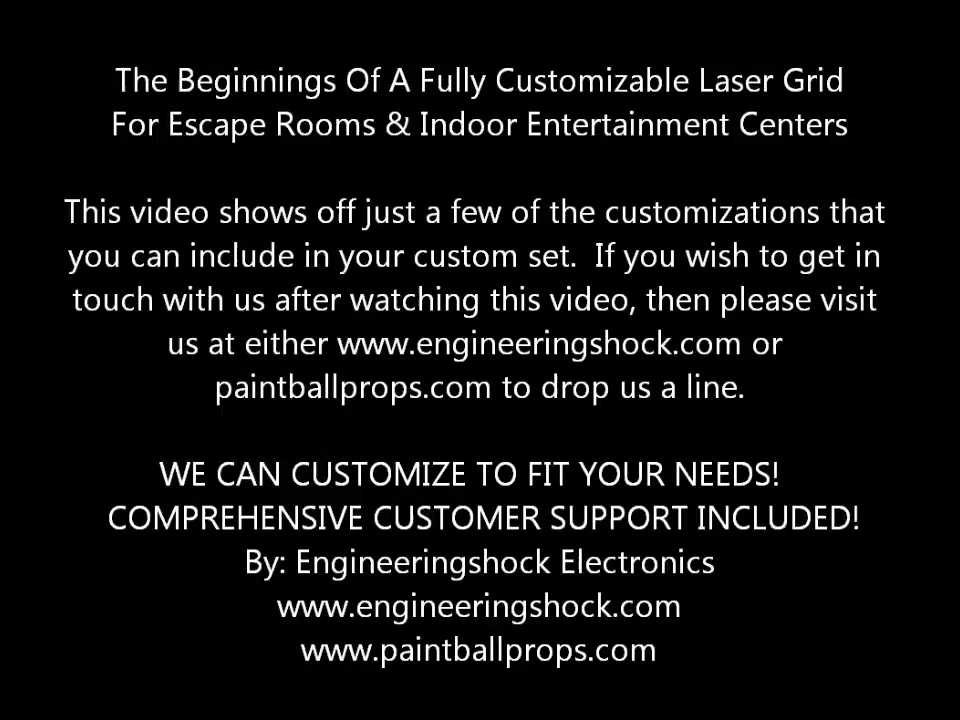 The Beginnings Of A Fully Customizable Laser Grid
For Escape Rooms & Indoor Entertainment Centers
This video shows off just a few of the customizations that
you can include in your custom set.  If you wish to get in
touch with us after watching this video, then please visit
us at either www.engineeringshock.com or
paintballprops.com to drop us a line.
WE CAN CUSTOMIZE TO FIT YOUR NEEDS!
COMPREHENSIVE CUSTOMER SUPPORT INCLUDED!
By: Engineeringshock Electronics
www.engineeringshock.com
www.paintballprops.com